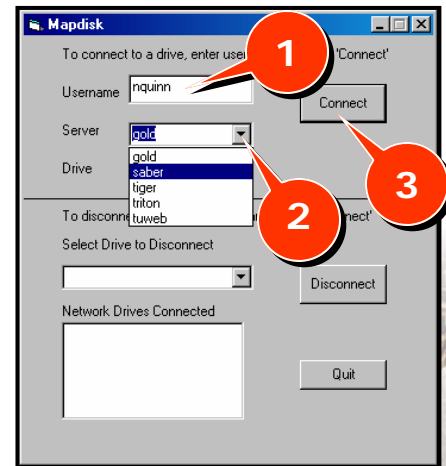 Mapdisk
To connect to a drive, enter user 'Connect'
1
Username nquinn
Connect
Server gold
gold
Drive saber
tiger
triton
tuweb
3
2
To disconne nect'
Select Drive to Disconnect
Disconnect
Network Drives Connected
Quit